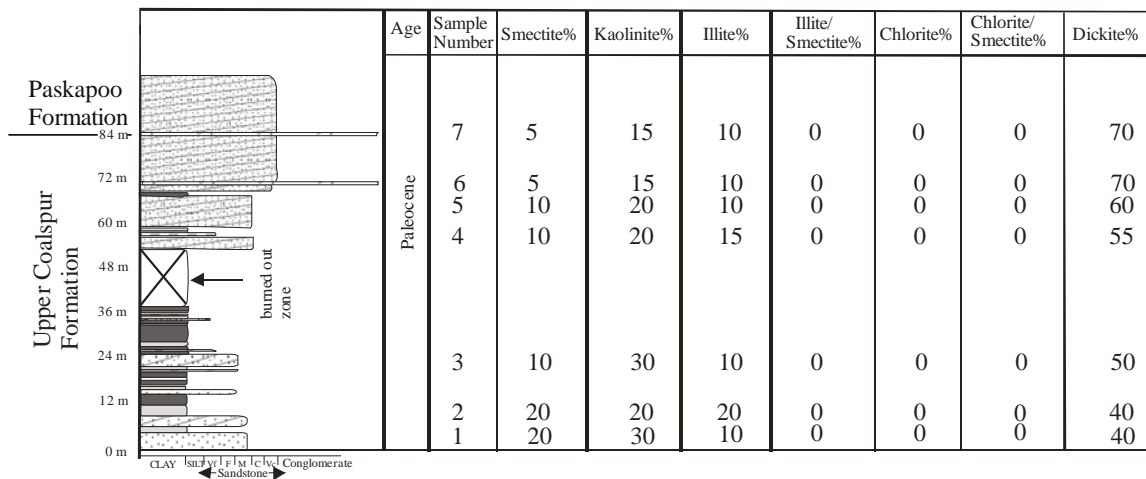 Age Sample Number Smectite% Kaolinite% Illite% Illite/ Smectite% Chlorite% Chlorite/ Smectite% Dickite%
Paskapoo
Formation
84 m
7 5 15 10 0 0 0 70
72 m
6 5 15 10 0 0 0 70
5 10 20 10 0 0 0 60
60 m
4 10 20 15 0 0 0 55
Paleocene
48 m
burned out
zone
Upper Coalspur
Formation
36 m
24 m
3 10 30 10 0 0 0 50
12 m
2 20 20 20 0 0 0 40
1 20 30 10 0 0 0 40
0 m
CLAY SILT Vf F M C Vc Conglomerate
Sandstone